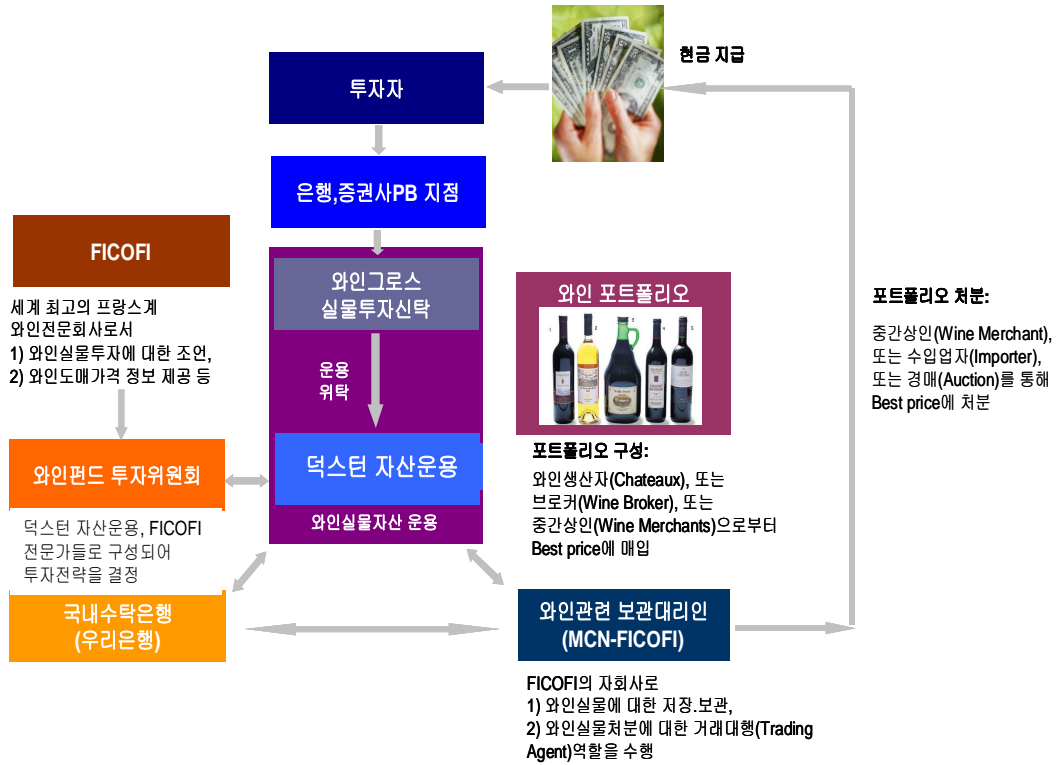 현금 지급
투자자
은행,증권사PB 지점
FICOFI
세계 최고의 프랑스계
와인전문회사로서
1) 와인실물투자에 대한 조언,
2) 와인도매가격 정보 제공 등
와인그로스
실물투자신탁
운용
위탁
덕스턴 자산운용
와인실물자산 운용
와인 포트폴리오
1
2
3
4
5
포트폴리오 구성:
와인생산자(Chateaux), 또는
브로커(Wine Broker), 또는
중간상인(Wine Merchants)으로부터
Best price에 매입
포트폴리오 처분:
중간상인(Wine Merchant),
또는 수입업자(Importer),
또는 경매(Auction)를 통해
Best price에 처분
와인펀드 투자위원회
덕스턴 자산운용, FICOFI
전문가들로 구성되어
투자전략을 결정
국내수탁은행
(우리은행)
와인관련 보관대리인
(MCN-FICOFI)
FICOFI의 자회사로
1) 와인실물에 대한 저장.보관,
2) 와인실물처분에 대한 거래대행(Trading
Agent)역할을 수행